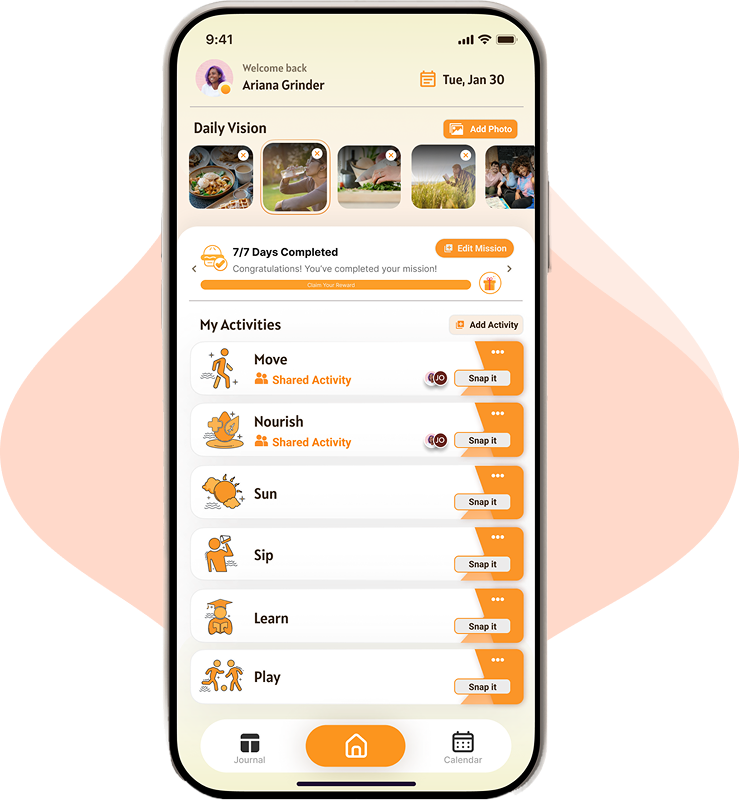 9:41
Welcome back
Ariana Grinder
Tue, Jan 30
Daily Vision
Add Photo
7/7 Days Completed
Edit Mission
Congratulations! You've completed your mission!
Claim Your Reward
My Activities
Add Activity
Move
Shared Activity
JO
Snap it
Nourish
Shared Activity
JO
Snap it
Sun
Snap it
Sip
Snap it
Learn
Snap it
Play
Snap it
Journal
Calendar